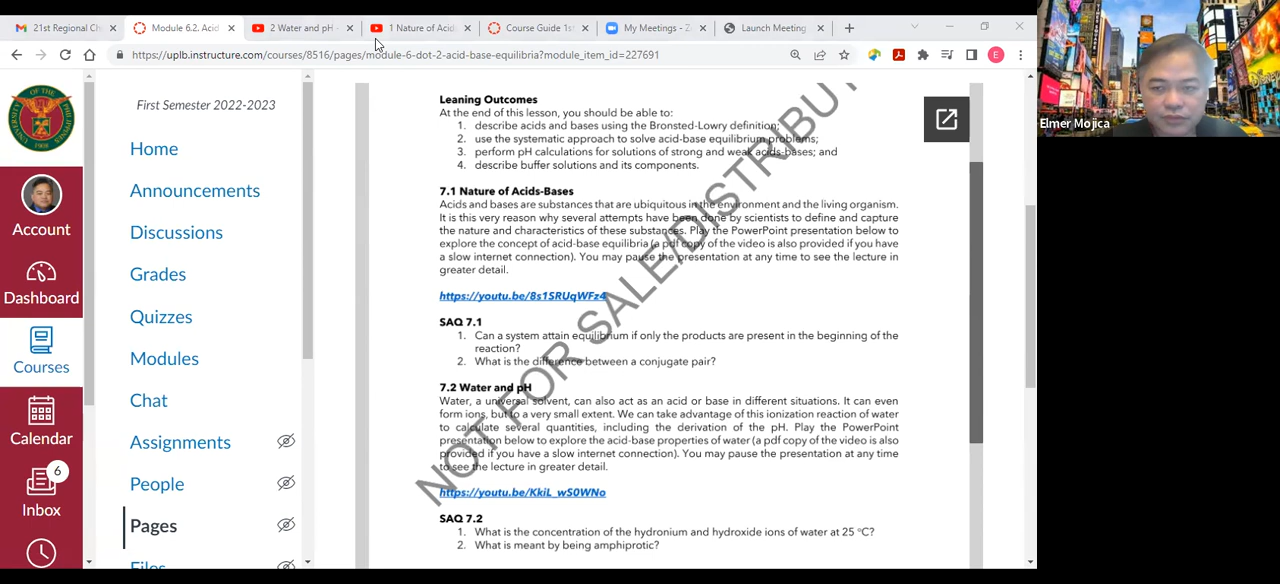 21st Regional Ch
Module 6.2. Acid
2 Water and pH -
1 Nature of Acid
Course Guide 1st
My Meetings - Z
Launch Meeting
https://uplb.instructure.com/courses/8516/pages/module-6-dot-2-acid-base-equilibria?module_item_id=227691
E
Elmer Mojica
UNIVERSITY OF THE PHILIPPINES
1908
Account
Dashboard
Courses
Calendar
6
Inbox
First Semester 2022-2023
Home
Announcements
Discussions
Grades
Quizzes
Modules
Chat
Assignments
People
Pages
Files
Leaning Outcomes
At the end of this lesson, you should be able to:
1. describe acids and bases using the Bronsted-Lowry definition;
2. use the systematic approach to solve acid-base equilibrium problems;
3. perform pH calculations for solutions of strong and weak acids-bases; and
4. describe buffer solutions and its components.
7.1 Nature of Acids-Bases
Acids and bases are substances that are ubiquitous in the environment and the living organism.
It is this very reason why several attempts have been done by scientists to define and capture
the nature and characteristics of these substances. Play the PowerPoint presentation below to
explore the concept of acid-base equilibria (a pdf copy of the video is also provided if you have
a slow internet connection). You may pause the presentation at any time to see the lecture in
greater detail.
https://youtu.be/8s1SRUqWFz4
SAQ 7.1
1. Can a system attain equilibrium if only the products are present in the beginning of the
reaction?
2. What is the difference between a conjugate pair?
7.2 Water and pH
Water, a universal solvent, can also act as an acid or base in different situations. It can even
form ions, but to a very small extent. We can take advantage of this ionization reaction of water
to calculate several quantities, including the derivation of the pH. Play the PowerPoint
presentation below to explore the acid-base properties of water (a pdf copy of the video is also
provided if you have a slow internet connection). You may pause the presentation at any time
to see the lecture in greater detail.
https://youtu.be/KkiL_wS0WNo
SAQ 7.2
1. What is the concentration of the hydronium and hydroxide ions of water at 25 °C?
2. What is meant by being amphiprotic?
NOT FOR SALE/DISTRIBUT